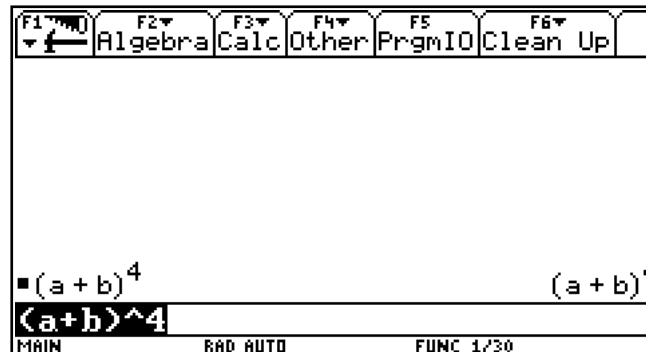 F1 F2 F3 F4 F5 F6
Algebra Calc Other PrgmIO Clean Up
(a + b)^4 (a + b)
(a+b)^4
MAIN RAD AUTO FUNC 1/30